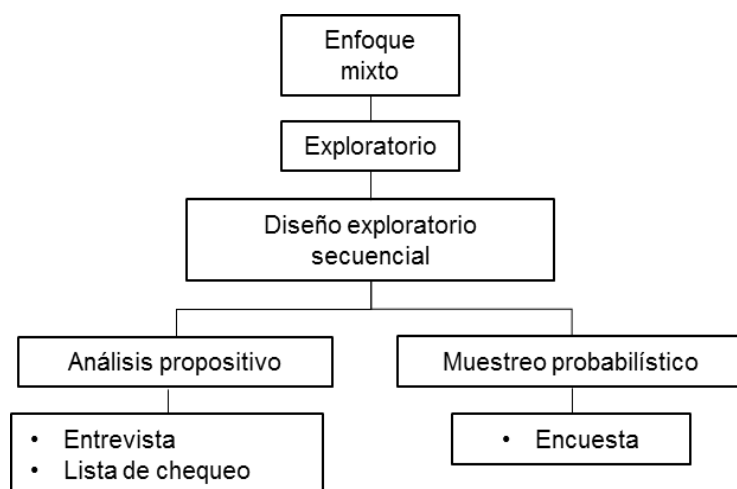 Enfoque
mixto
Exploratorio
Diseño exploratorio
secuencial
Análisis propositivo
Muestreo probabilístico
• Entrevista
• Lista de chequeo
• Encuesta